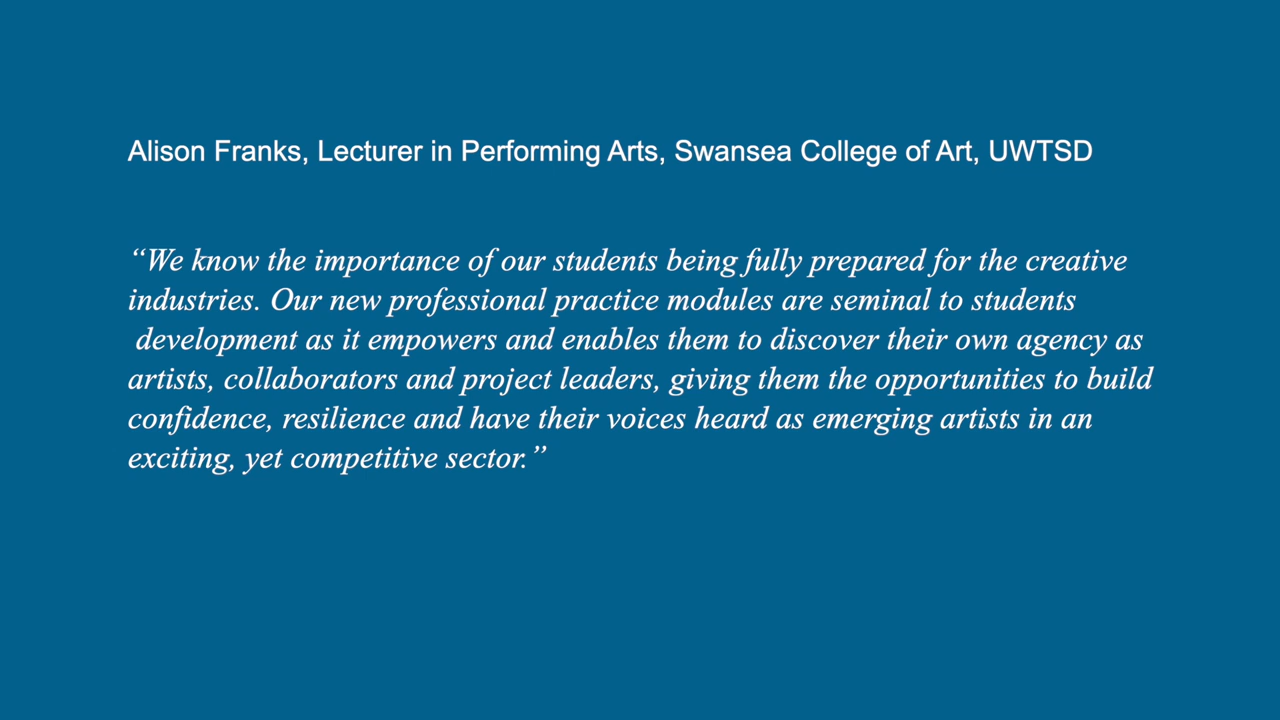 Alison Franks, Lecturer in Performing Arts, Swansea College of Art, UWTSD
“We know the importance of our students being fully prepared for the creative
industries. Our new professional practice modules are seminal to students
development as it empowers and enables them to discover their own agency as
artists, collaborators and project leaders, giving them the opportunities to build
confidence, resilience and have their voices heard as emerging artists in an
exciting, yet competitive sector.”